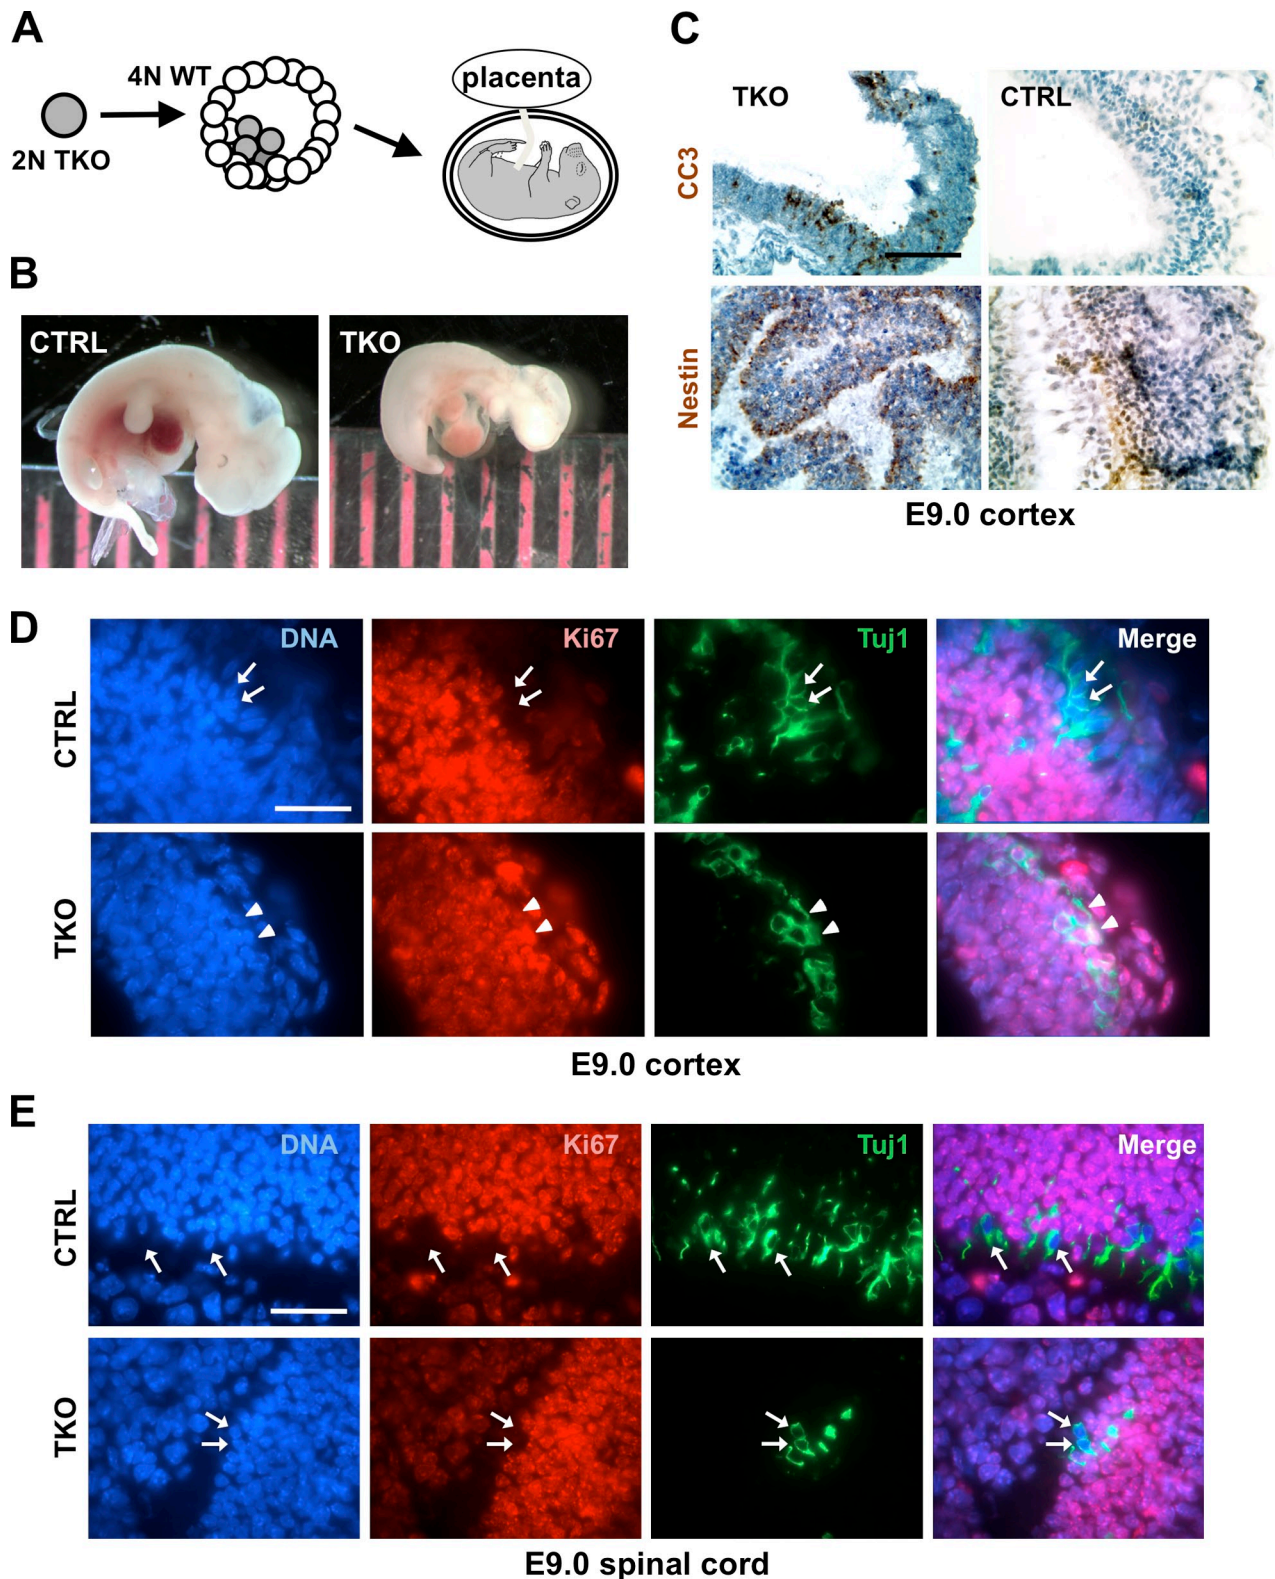 A
4N WT
2N TKO
placenta
B
CTRL
TKO
C
TKO
CTRL
CC3
Nestin
E9.0 cortex
D
DNA
Ki67
Tuj1
Merge
CTRL
TKO
E9.0 cortex
E
DNA
Ki67
Tuj1
Merge
CTRL
TKO
E9.0 spinal cord